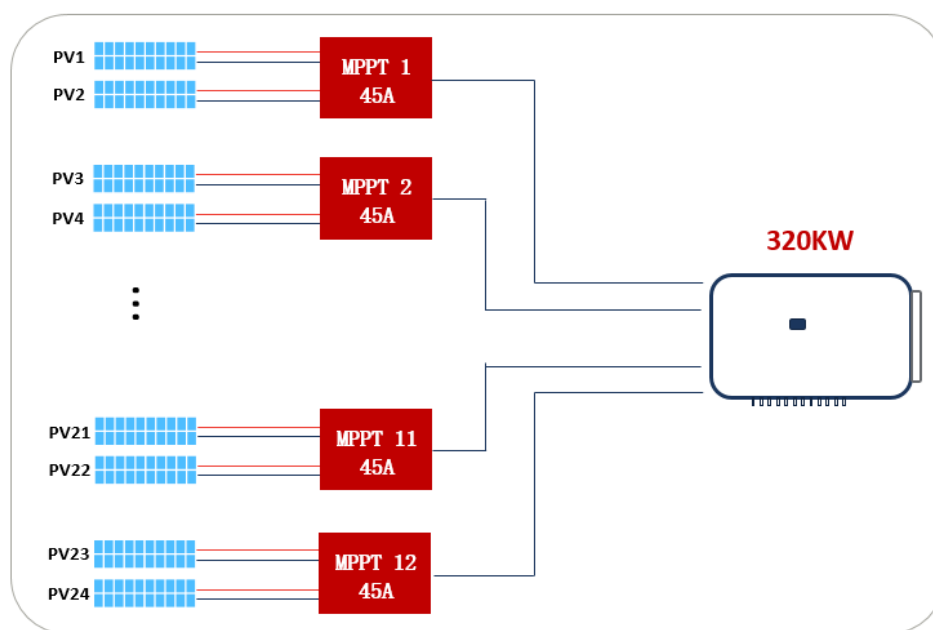 PV1
MPPT 1
45A
PV2
PV3
MPPT 2
45A
PV4
320KW
PV21
MPPT 11
45A
PV22
PV23
MPPT 12
45A
PV24